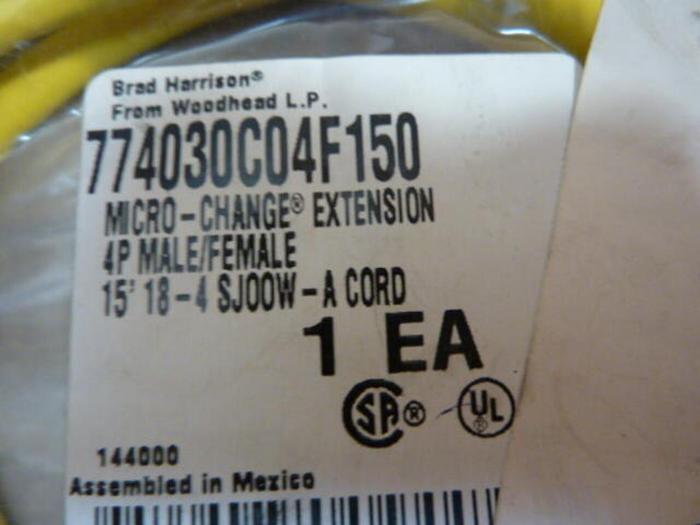 Brad Harrison®
From Woodhead L.P.
774030C04F150
MICRO-CHANGE® EXTENSION
4P MALE/FEMALE
15' 18-4 SJOOW-A CORD
1 EA
SA® UL®
144000
Assembled in Mexico